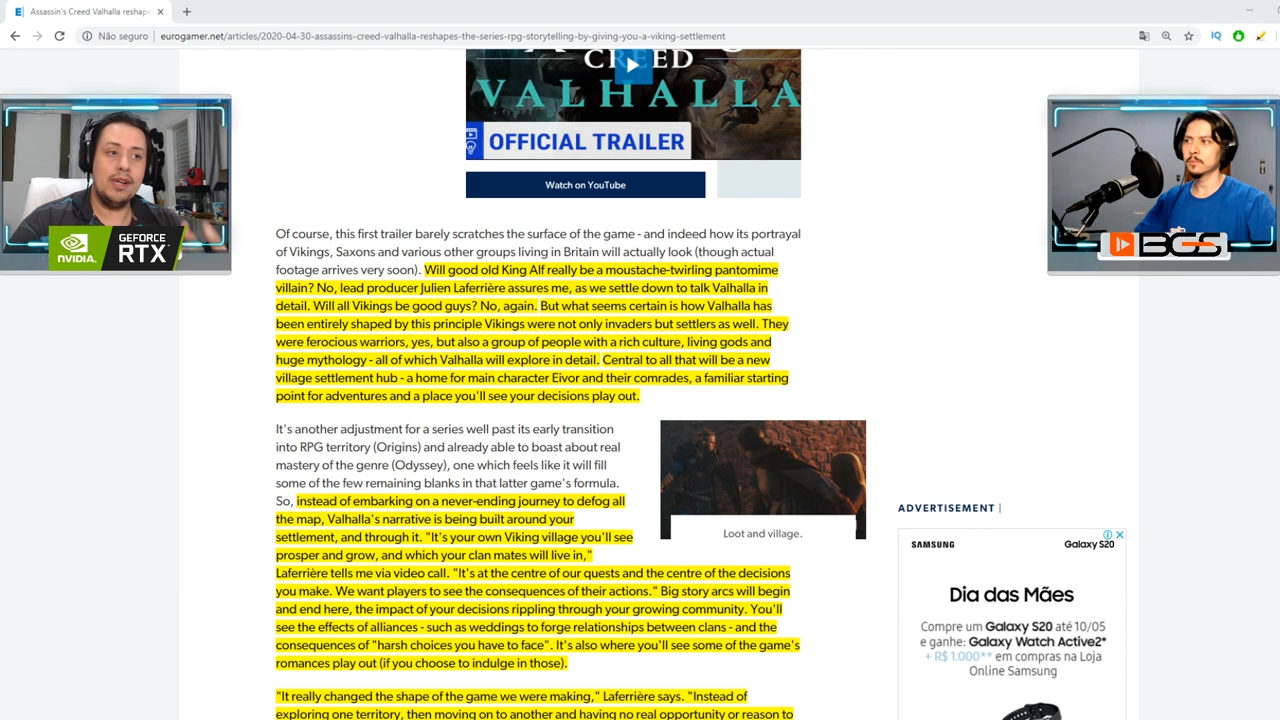 Assassin's Creed Valhalla reshape
Não seguro
eurogamer.net/articles/2020-04-30-assassins-creed-valhalla-reshapes-the-series-rpg-storytelling-by-giving-you-a-viking-settlement
IQ
CREED
VALHALLA
OFFICIAL TRAILER
Watch on YouTube
NVIDIA.
GEFORCE
RTX
BGS
Of course, this first trailer barely scratches the surface of the game - and indeed how its portrayal
of Vikings, Saxons and various other groups living in Britain will actually look (though actual
footage arrives very soon). Will good old King Alf really be a moustache-twirling pantomime
villain? No, lead producer Julien Laferrière assures me, as we settle down to talk Valhalla in
detail. Will all Vikings be good guys? No, again. But what seems certain is how Valhalla has
been entirely shaped by this principle Vikings were not only invaders but settlers as well. They
were ferocious warriors, yes, but also a group of people with a rich culture, living gods and
huge mythology - all of which Valhalla will explore in detail. Central to all that will be a new
village settlement hub - a home for main character Eivor and their comrades, a familiar starting
point for adventures and a place you'll see your decisions play out.
It's another adjustment for a series well past its early transition
into RPG territory (Origins) and already able to boast about real
mastery of the genre (Odyssey), one which feels like it will fill
some of the few remaining blanks in that latter game's formula.
So, instead of embarking on a never-ending journey to defog all
the map, Valhalla's narrative is being built around your
settlement, and through it. "It's your own Viking village you'll see
prosper and grow, and which your clan mates will live in,"
Laferrière tells me via video call. "It's at the centre of our quests and the centre of the decisions
you make. We want players to see the consequences of their actions." Big story arcs will begin
and end here, the impact of your decisions rippling through your growing community. You'll
see the effects of alliances - such as weddings to forge relationships between clans - and the
consequences of "harsh choices you have to face". It's also where you'll see some of the game's
romances play out (if you choose to indulge in those).
"It really changed the shape of the game we were making," Laferrière says. "Instead of
exploring one territory, then moving on to another and having no real opportunity or reason to
Loot and village.
ADVERTISEMENT
SAMSUNG
Galaxy S20
Dia das Mães
Compre um Galaxy S20 até 10/05
e ganhe: Galaxy Watch Active2*
+ R$ 1.000** em compras na Loja
Online Samsung